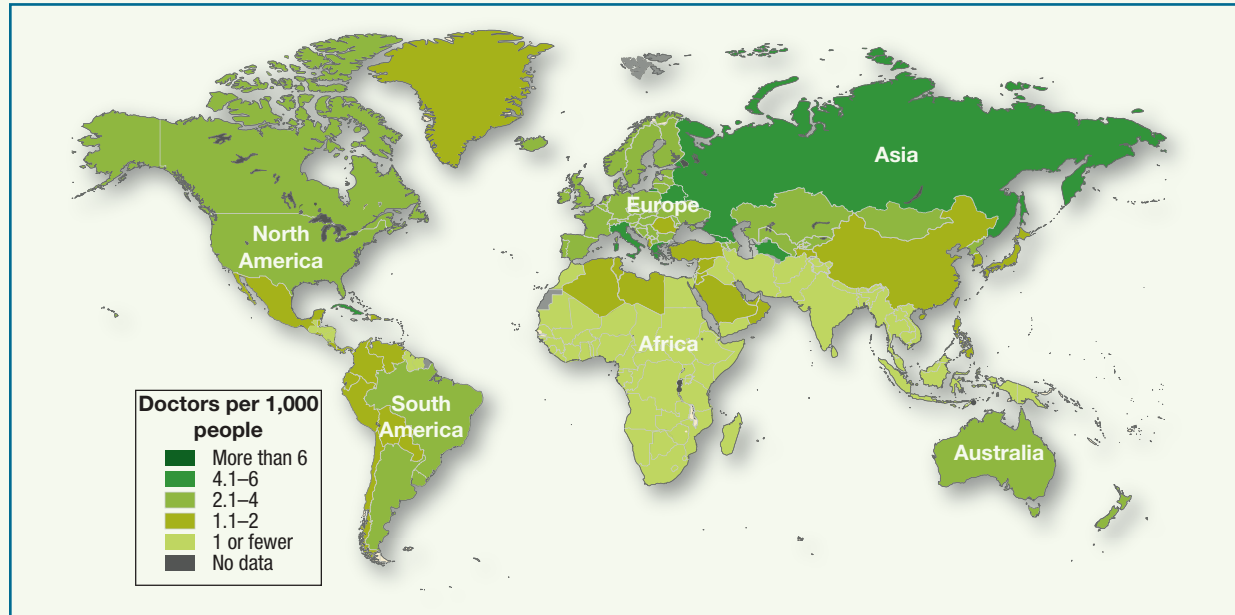 Asia
Europe
North
America
Africa
South
America
Australia
Doctors per 1,000
people
More than 6
4.1–6
2.1–4
1.1–2
1 or fewer
No data